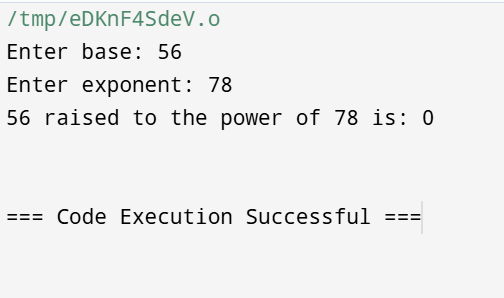 /tmp/eDKnF4SdeV.o
Enter base: 56
Enter exponent: 78
56 raised to the power of 78 is: 0
=== Code Execution Successful ===